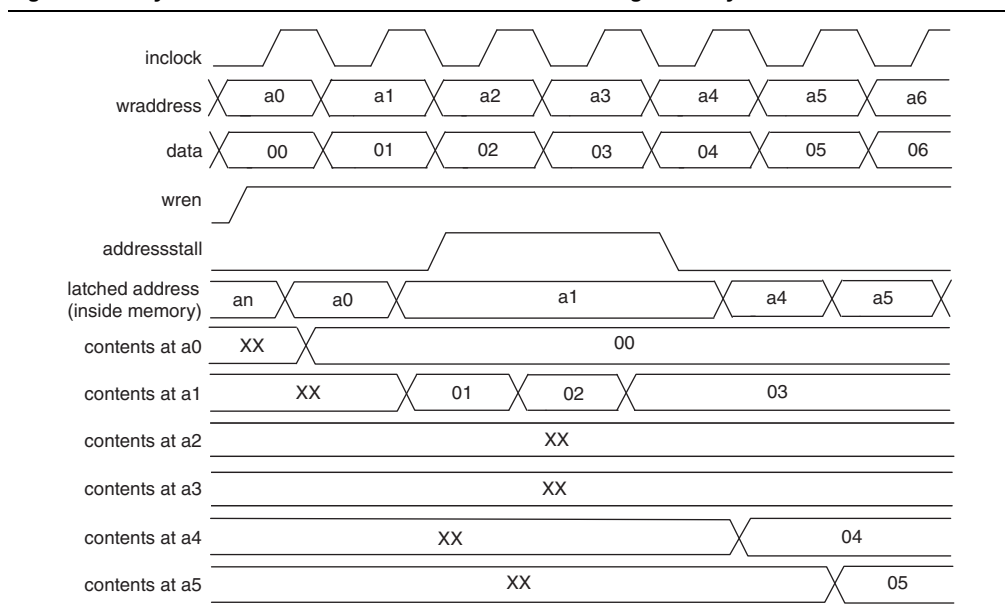 inclock
wraddress a0 a1 a2 a3 a4 a5 a6
data 00 01 02 03 04 05 06
wren
addressstall
latched address
(inside memory) an a0 a1 a4 a5
contents at a0 XX 00
contents at a1 XX 01 02 03
contents at a2 XX
contents at a3 XX
contents at a4 XX 04
contents at a5 XX 05